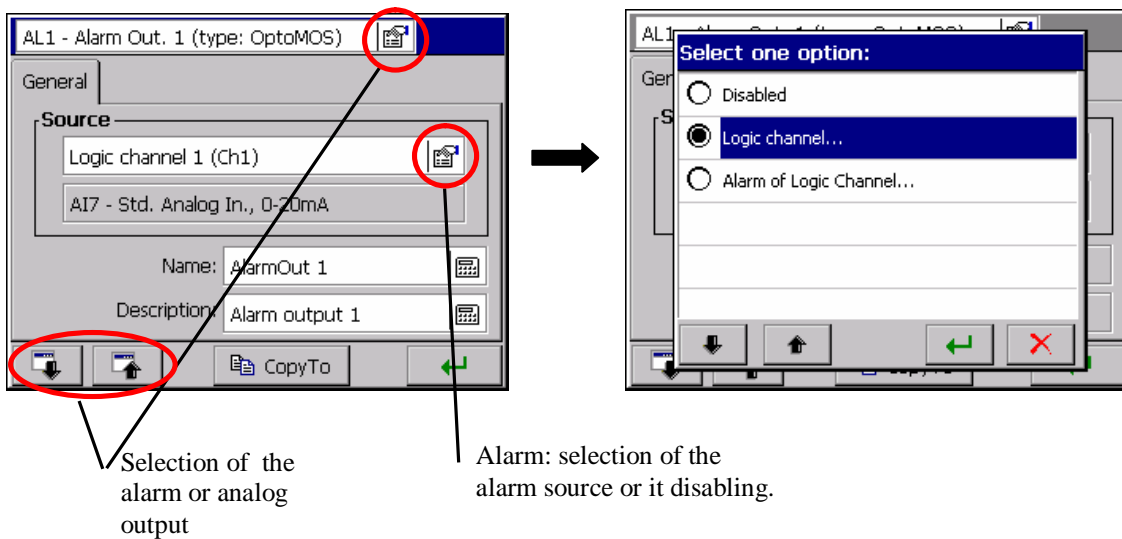 AL1 - Alarm Out. 1 (type: OptoMOS)
General
Source
Logic channel 1 (Ch1)
AI7 - Std. Analog In., 0-20mA
Name: AlarmOut 1
Description: Alarm output 1
CopyTo
AL1
Select one option:
Disabled
Logic channel...
Alarm of Logic Channel...
Selection of the
alarm or analog
output
Alarm: selection of the
alarm source or it disabling.